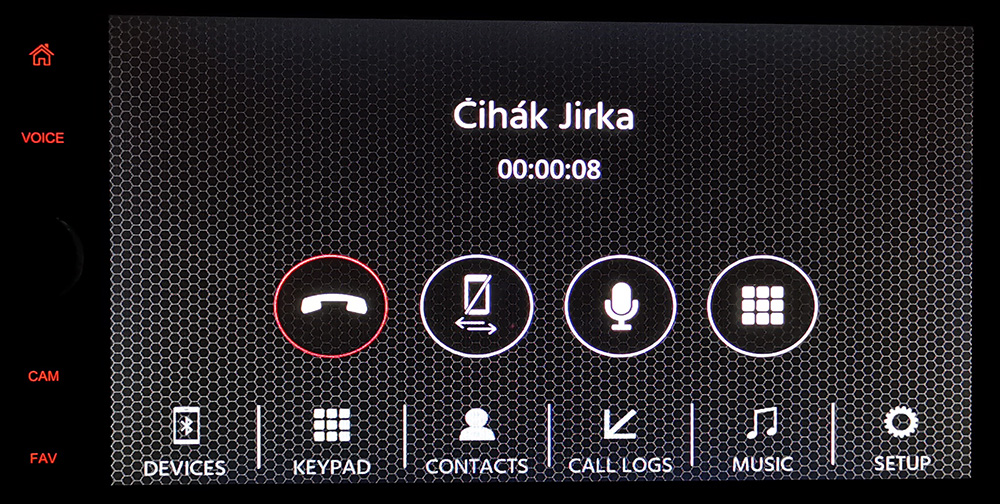 VOICE
CAM
FAV
Čihák Jirka
00:00:08
DEVICES
KEYPAD
CONTACTS
CALL LOGS
MUSIC
SETUP